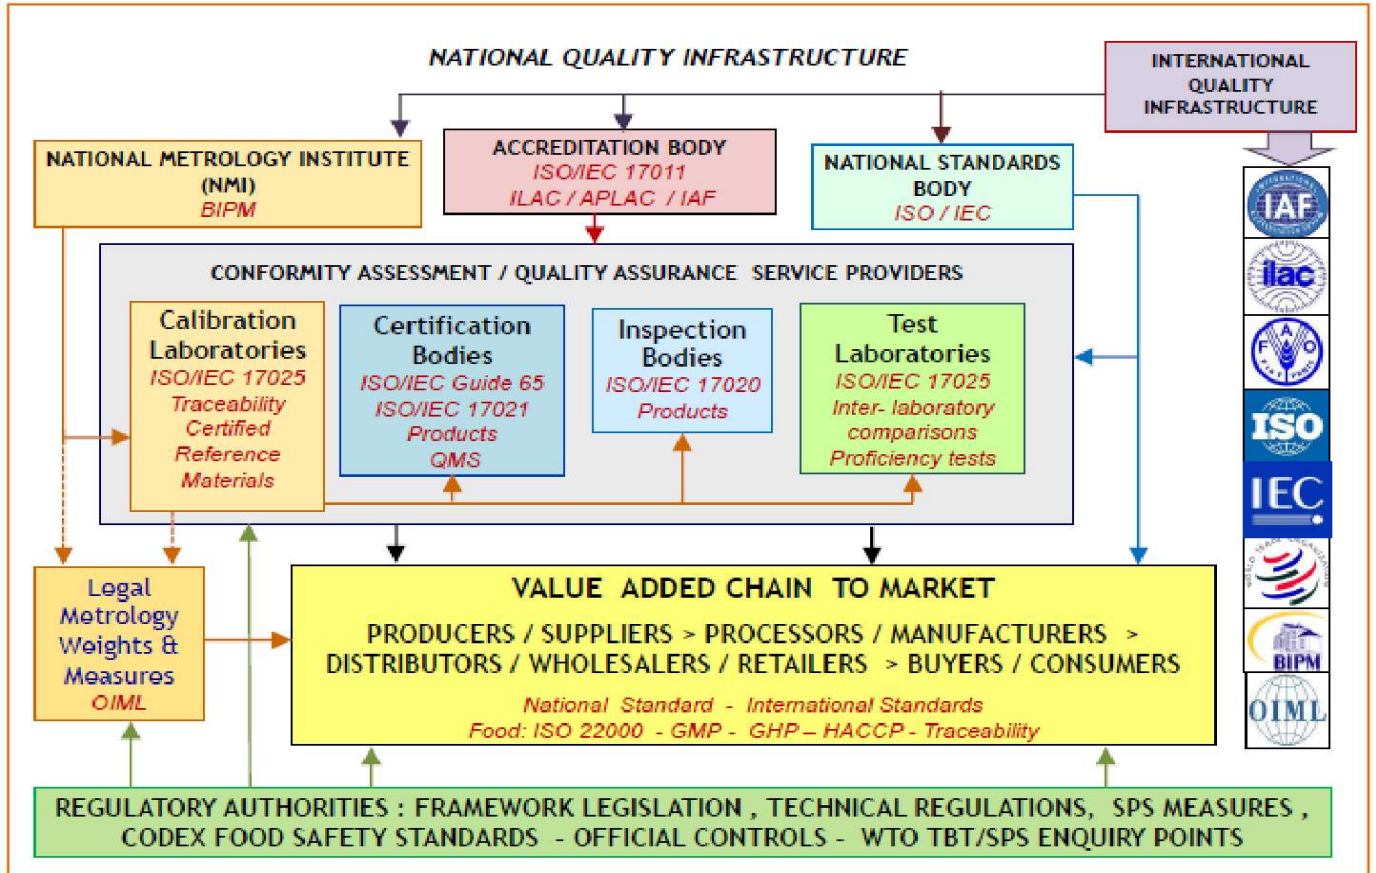 NATIONAL QUALITY INFRASTRUCTURE
INTERNATIONAL
QUALITY
INFRASTRUCTURE
NATIONAL METROLOGY INSTITUTE
(NMI)
BIPM
ACCREDITATION BODY
ISO/IEC 17011
ILAC / APLAC / IAF
NATIONAL STANDARDS
BODY
ISO / IEC
CONFORMITY ASSESSMENT / QUALITY ASSURANCE SERVICE PROVIDERS
Calibration
Laboratories
ISO/IEC 17025
Traceability
Certified
Reference
Materials
Certification
Bodies
ISO/IEC Guide 65
ISO/IEC 17021
Products
QMS
Inspection
Bodies
ISO/IEC 17020
Products
Test
Laboratories
ISO/IEC 17025
Inter- laboratory
comparisons
Proficiency tests
Legal
Metrology
Weights &
Measures
OIML
VALUE ADDED CHAIN TO MARKET
PRODUCERS / SUPPLIERS > PROCESSORS / MANUFACTURERS >
DISTRIBUTORS / WHOLESALERS / RETAILERS > BUYERS / CONSUMERS
National Standard - International Standards
Food: ISO 22000 - GMP - GHP – HACCP - Traceability
REGULATORY AUTHORITIES : FRAMEWORK LEGISLATION , TECHNICAL REGULATIONS, SPS MEASURES ,
CODEX FOOD SAFETY STANDARDS - OFFICIAL CONTROLS - WTO TBT/SPS ENQUIRY POINTS
IAF
ilac
F A O
ISO
IEC
BIPM
OIML